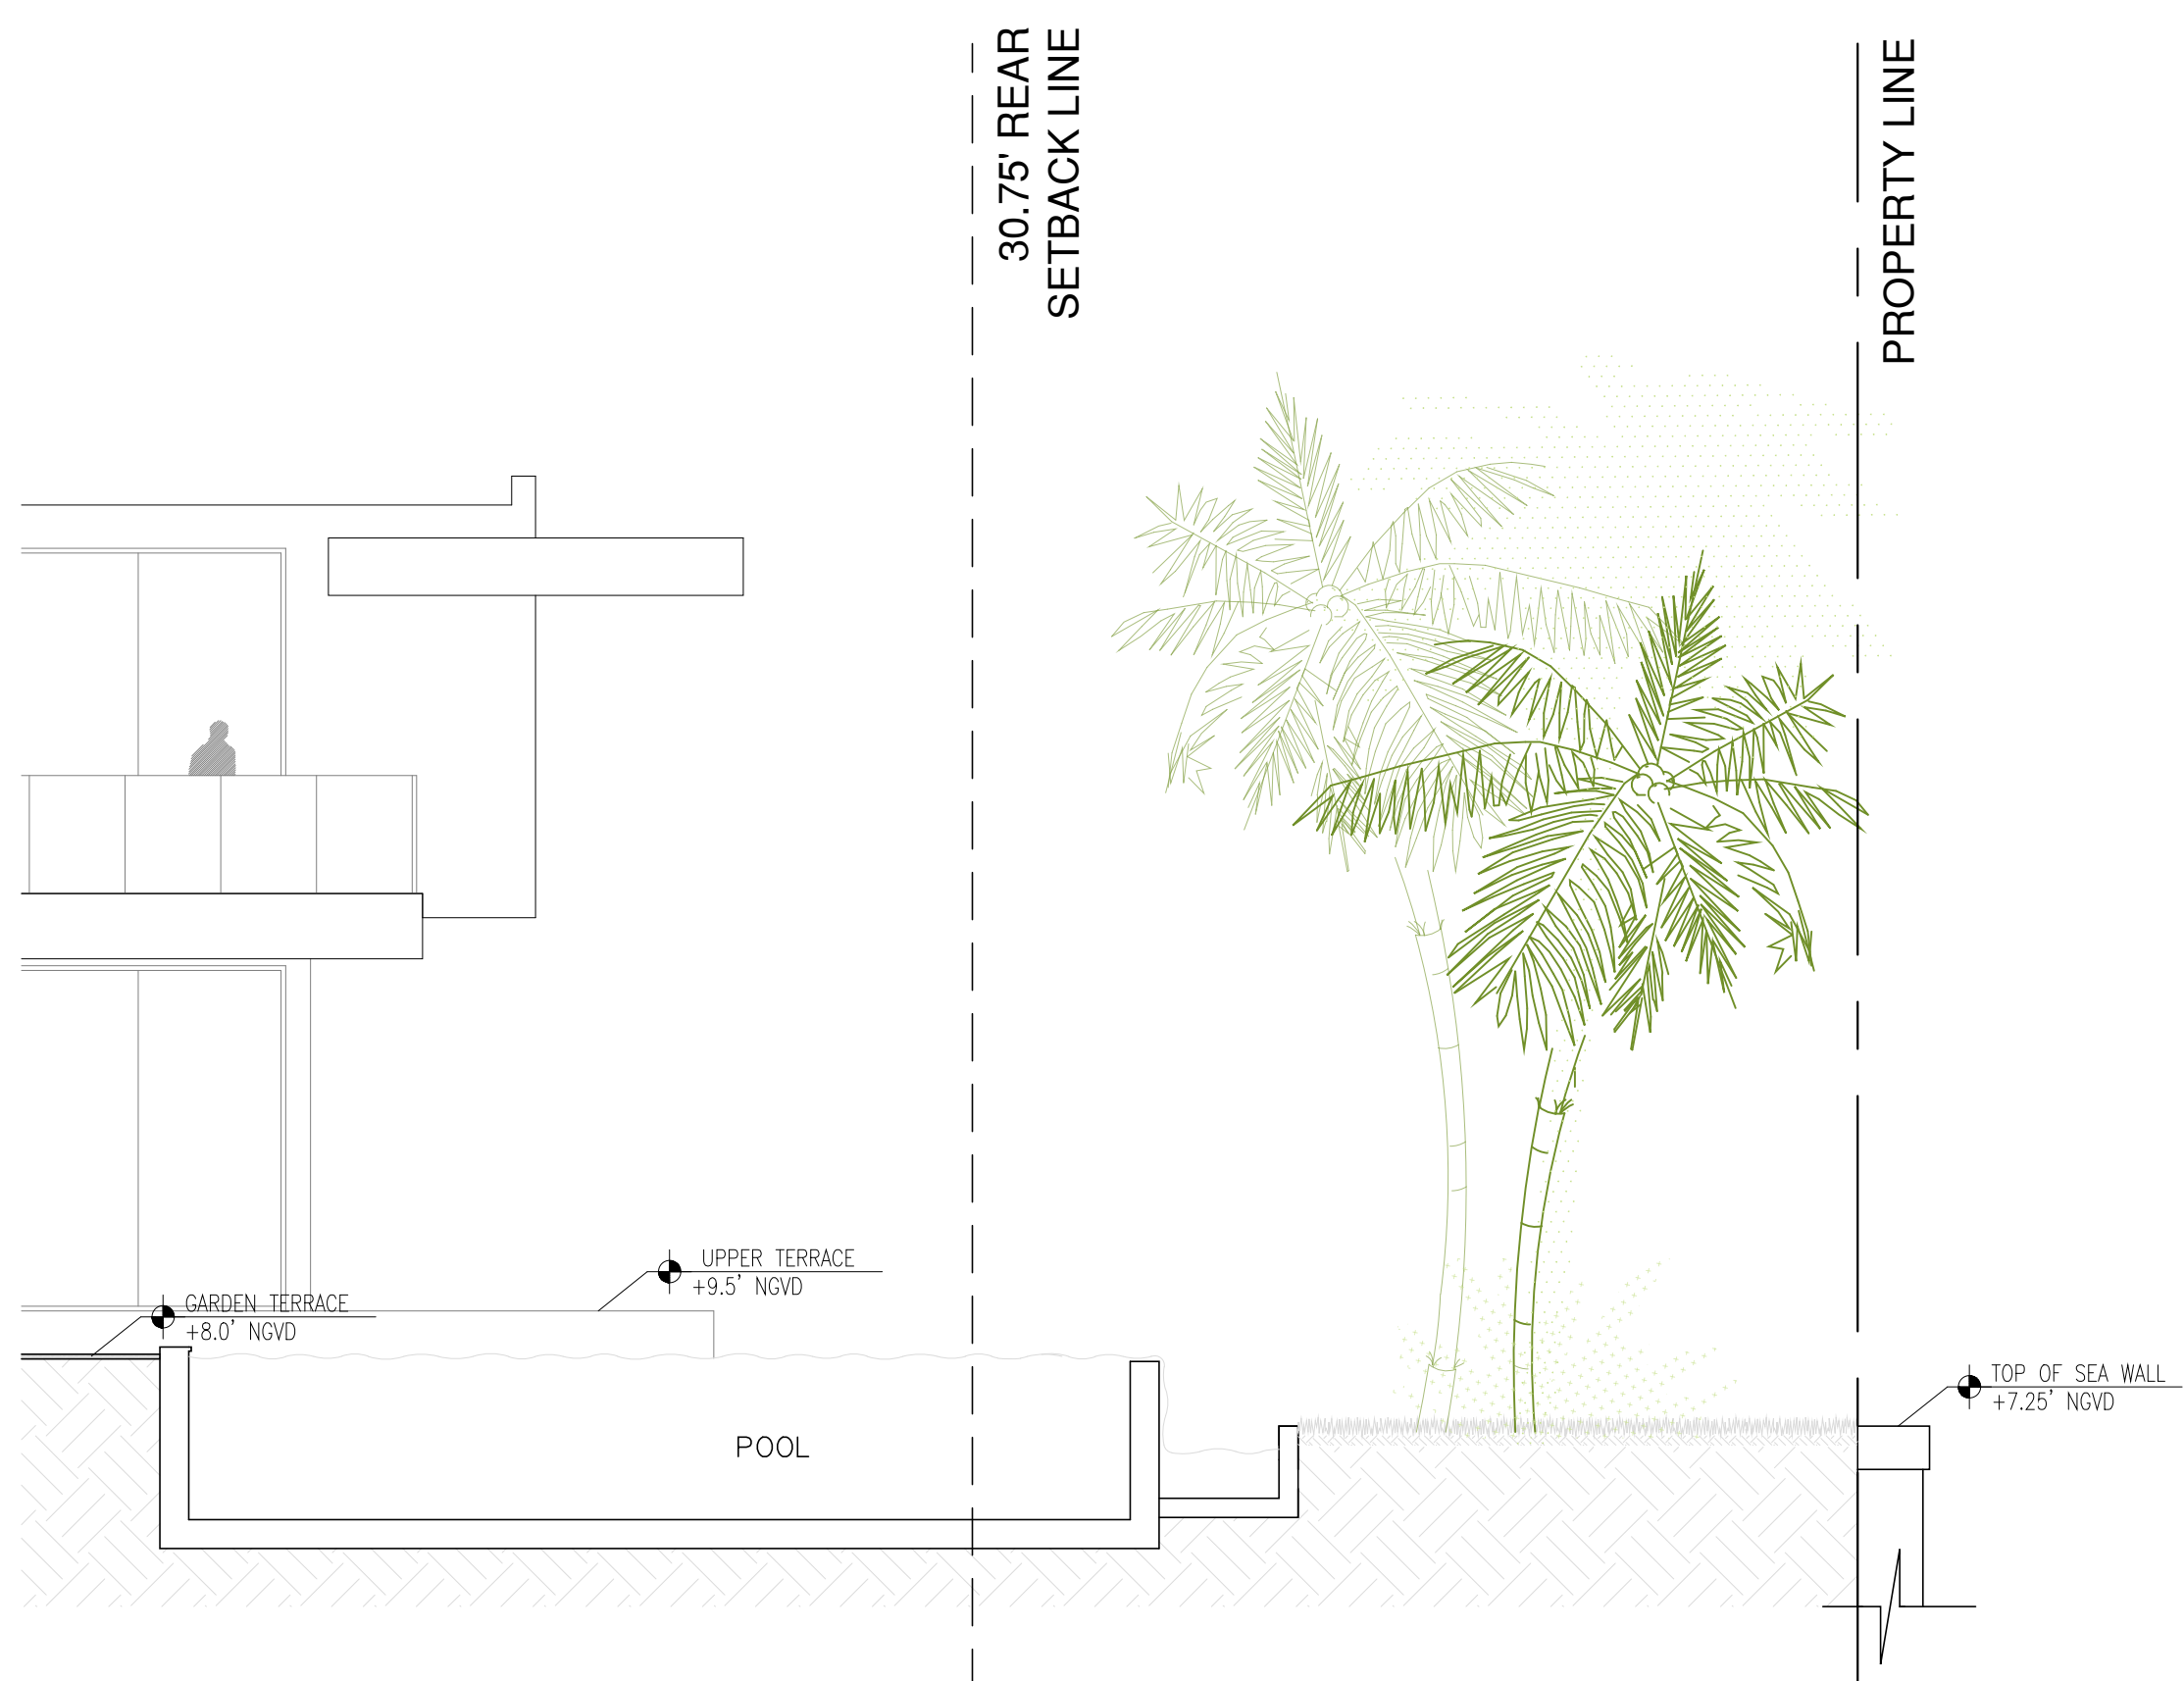 30.75' REAR
SETBACK LINE
PROPERTY LINE
UPPER TERRACE
+9.5' NGVD
GARDEN TERRACE
+8.0' NGVD
TOP OF SEA WALL
+7.25' NGVD
POOL